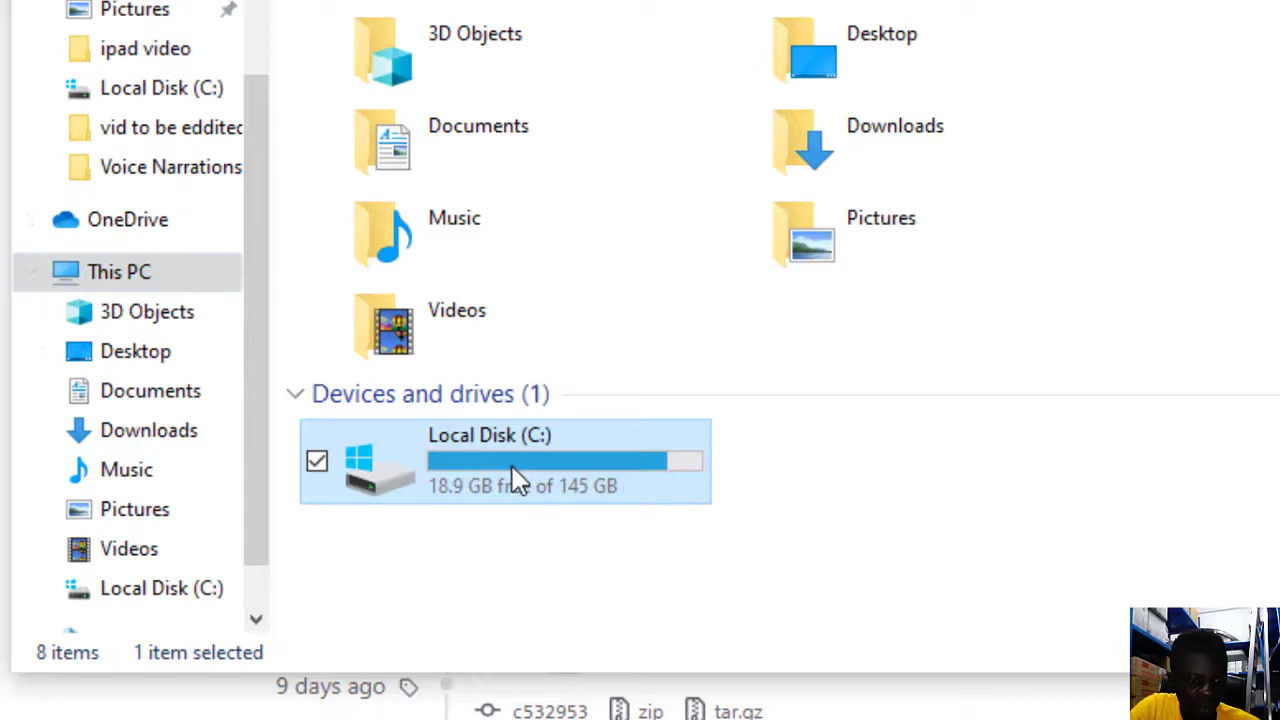 Pictures
ipad video
Local Disk (C:)
vid to be eddited
Voice Narrations
OneDrive
This PC
3D Objects
Desktop
Documents
Downloads
Music
Pictures
Videos
Local Disk (C:)
8 items 1 item selected
3D Objects
Desktop
Documents
Downloads
Music
Pictures
Videos
Devices and drives (1)
Local Disk (C:)
18.9 GB free of 145 GB
9 days ago
c532953 zip tar.gz